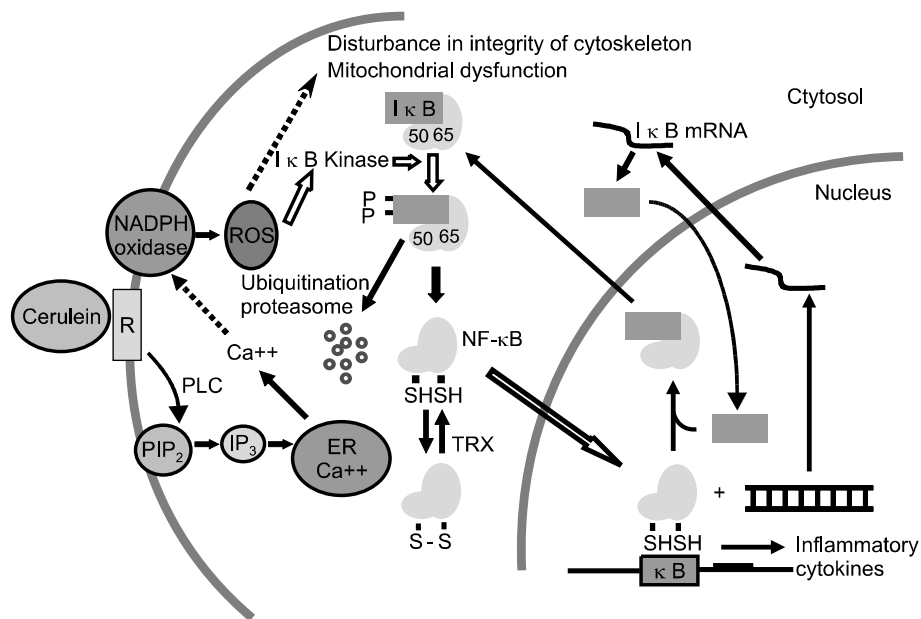 Disturbance in integrity of cytoskeleton
Mitochondrial dysfunction
Ctytosol
I κ B
50 65
I κ B mRNA
I κ B Kinase
Nucleus
P
P
NADPH
oxidase
ROS
50 65
Ubiquitination
proteasome
Cerulein
R
NF-κB
Ca++
SHSH
PLC
TRX
PIP2
IP3
ER
Ca++
+
S - S
SHSH
Inflammatory
cytokines
κ B